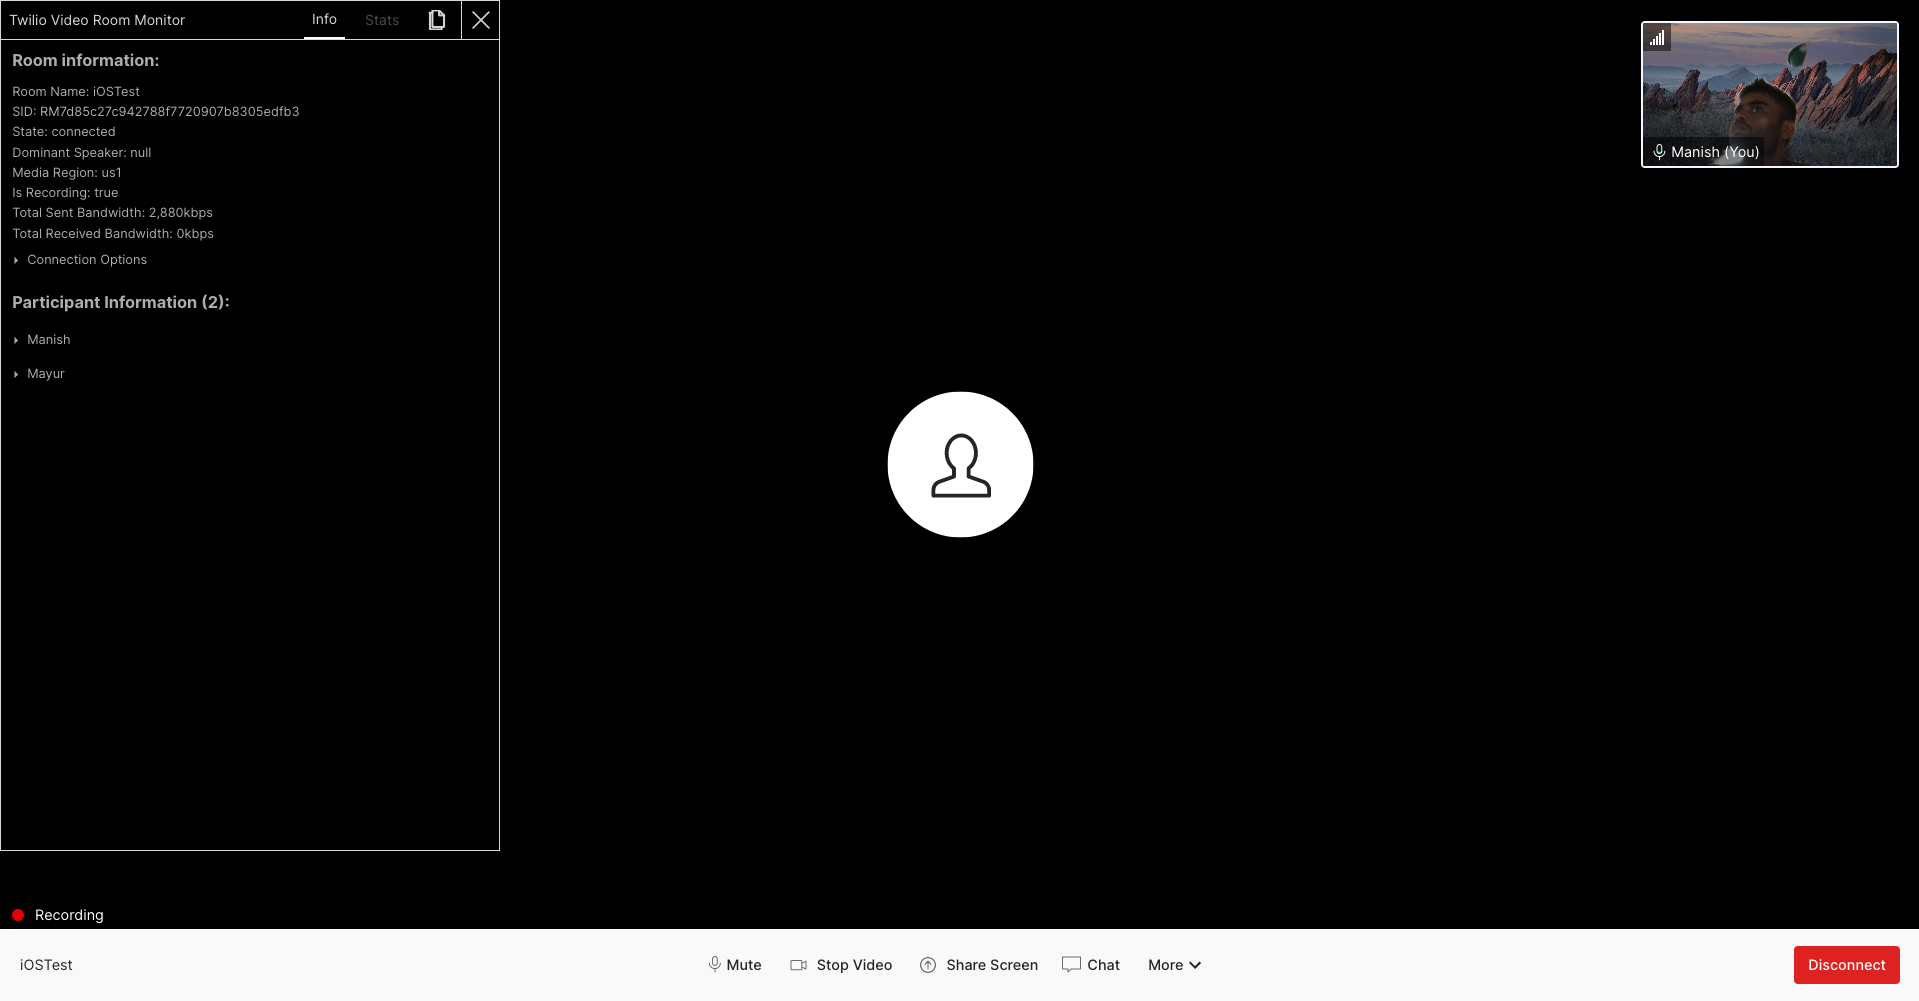 Twilio Video Room Monitor
Info
Stats
Room information:
Room Name: iOSTest
SID: RM7d85c27c942788f7720907b8305edfb3
State: connected
Dominant Speaker: null
Media Region: us1
Is Recording: true
Total Sent Bandwidth: 2,880kbps
Total Received Bandwidth: 0kbps
Connection Options
Participant Information (2):
Manish
Mayur
Manish (You)
Recording
iOSTest
Mute
Stop Video
Share Screen
Chat
More
Disconnect